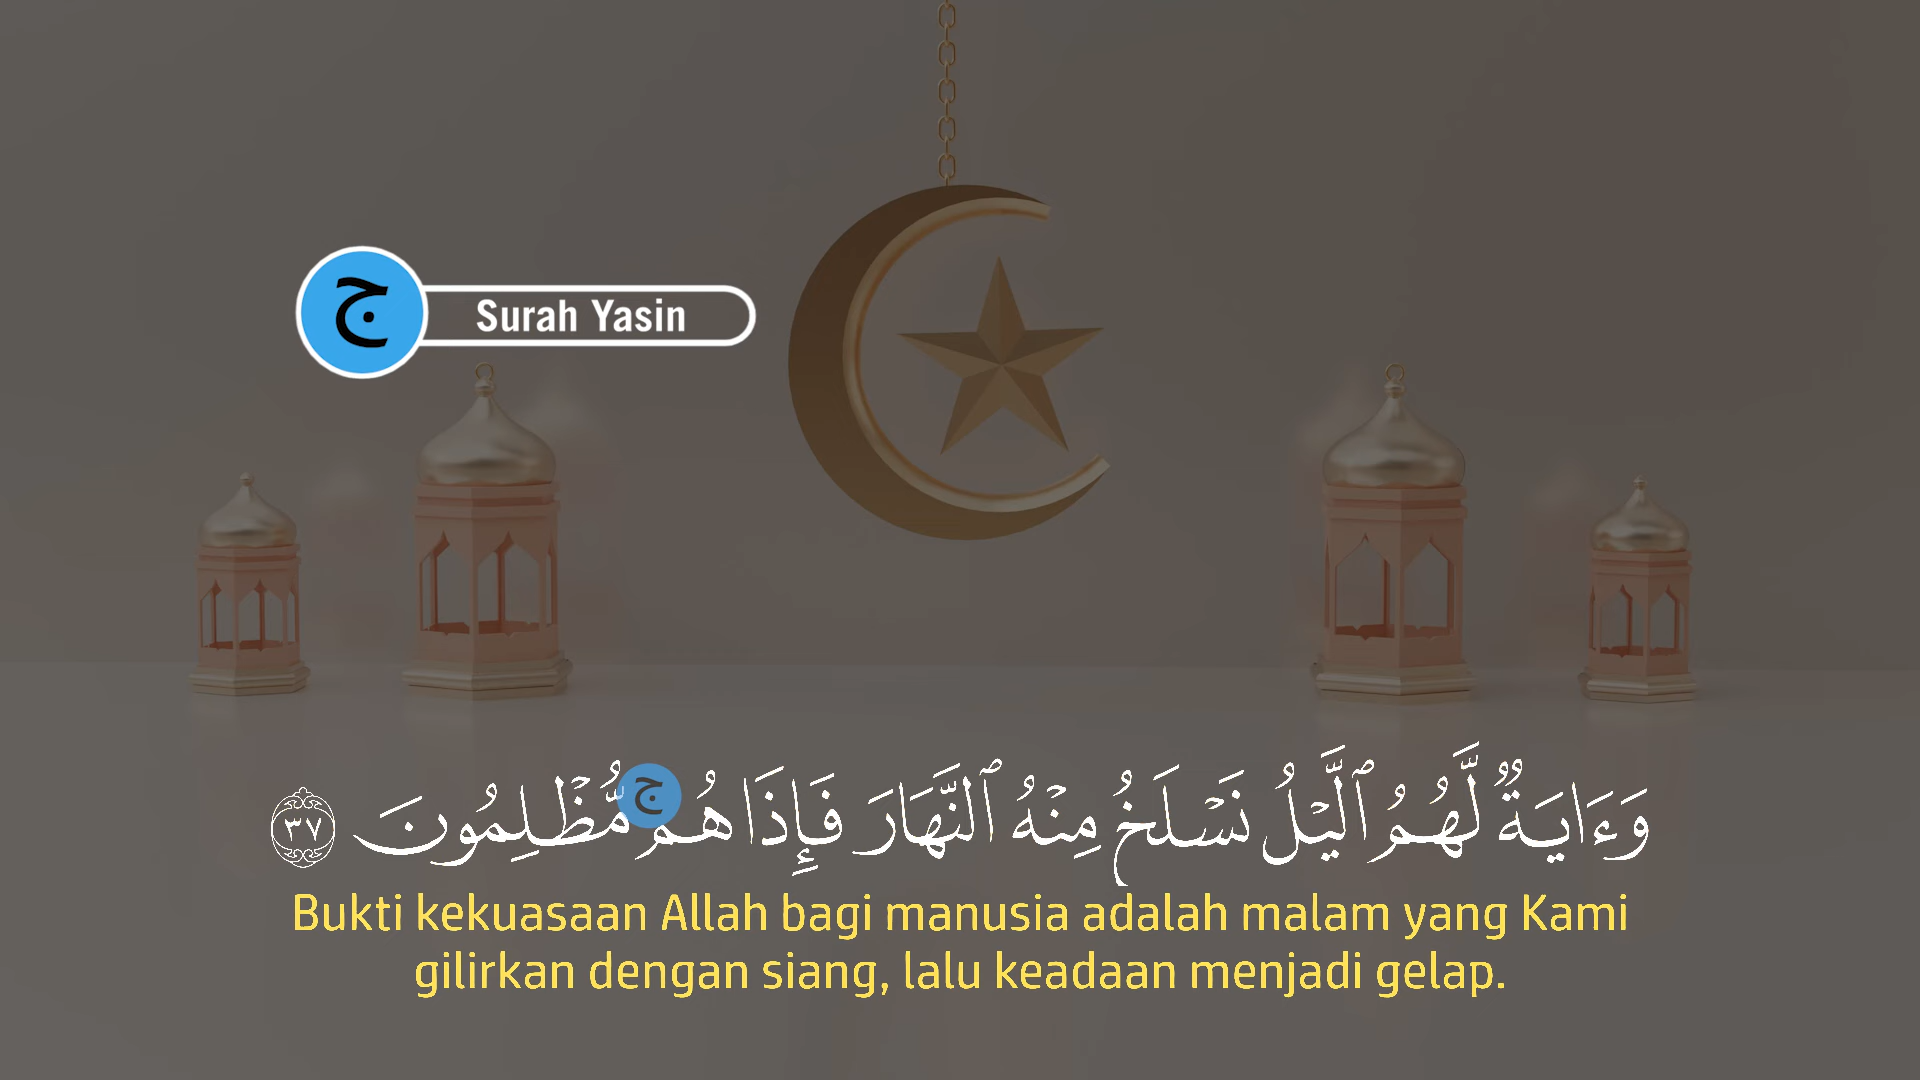 ج
Surah Yasin
وَءَايَةٌ لَّهُمُ ٱلَّيْلُ نَسْلَخُ مِنْهُ ٱلنَّهَارَ فَإِذَا هُم مُّظْلِمُونَ ٣٧
ج
Bukti kekuasaan Allah bagi manusia adalah malam yang Kami
gilirkan dengan siang, lalu keadaan menjadi gelap.